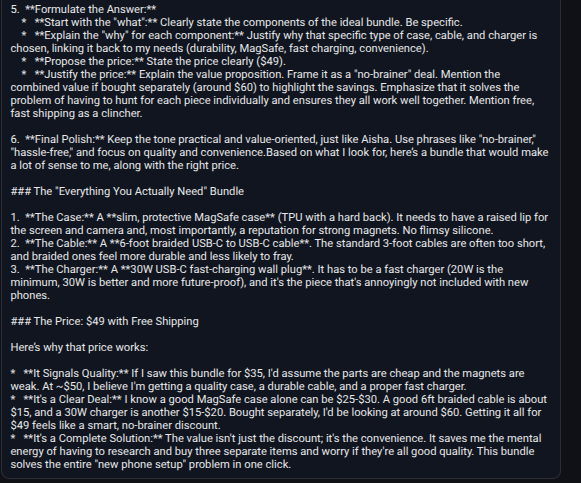 5.  **Formulate the Answer:**
*   **Start with the "what":** Clearly state the components of the ideal bundle. Be specific.
*   **Explain the "why" for each component:** Justify why that specific type of case, cable, and charger is
chosen, linking it back to my needs (durability, MagSafe, fast charging, convenience).
*   **Propose the price:** State the price clearly ($49).
*   **Justify the price:** Explain the value proposition. Frame it as a "no-brainer" deal. Mention the
combined value if bought separately (around $60) to highlight the savings. Emphasize that it solves the
problem of having to hunt for each piece individually and ensures they all work well together. Mention free,
fast shipping as a clincher.
6.  **Final Polish:** Keep the tone practical and value-oriented, just like Aisha. Use phrases like "no-brainer,"
"hassle-free," and focus on quality and convenience.Based on what I look for, here's a bundle that would make
a lot of sense to me, along with the right price.
### The "Everything You Actually Need" Bundle
1.  **The Case:** A **slim, protective MagSafe case** (TPU with a hard back). It needs to have a raised lip for
the screen and camera and, most importantly, a reputation for strong magnets. No flimsy silicone.
2.  **The Cable:** A **6-foot braided USB-C to USB-C cable**. The standard 3-foot cables are often too short,
and braided ones feel more durable and less likely to fray.
3.  **The Charger:** A **30W USB-C fast-charging wall plug**. It has to be a fast charger (20W is the
minimum, 30W is better and more future-proof), and it's the piece that's annoyingly not included with new
phones.
### The Price: $49 with Free Shipping
Here's why that price works:
*   **It Signals Quality:** If I saw this bundle for $35, I'd assume the parts are cheap and the magnets are
weak. At ~$50, I believe I'm getting a quality case, a durable cable, and a proper fast charger.
*   **It's a Clear Deal:** I know a good MagSafe case alone can be $25-$30. A good 6ft braided cable is about
$15, and a 30W charger is another $15-$20. Bought separately, I'd be looking at around $60. Getting it all for
$49 feels like a smart, no-brainer discount.
*   **It's a Complete Solution:** The value isn't just the discount; it's the convenience. It saves me the mental
energy of having to research and buy three separate items and worry if they're all good quality. This bundle
solves the entire "new phone setup" problem in one click.